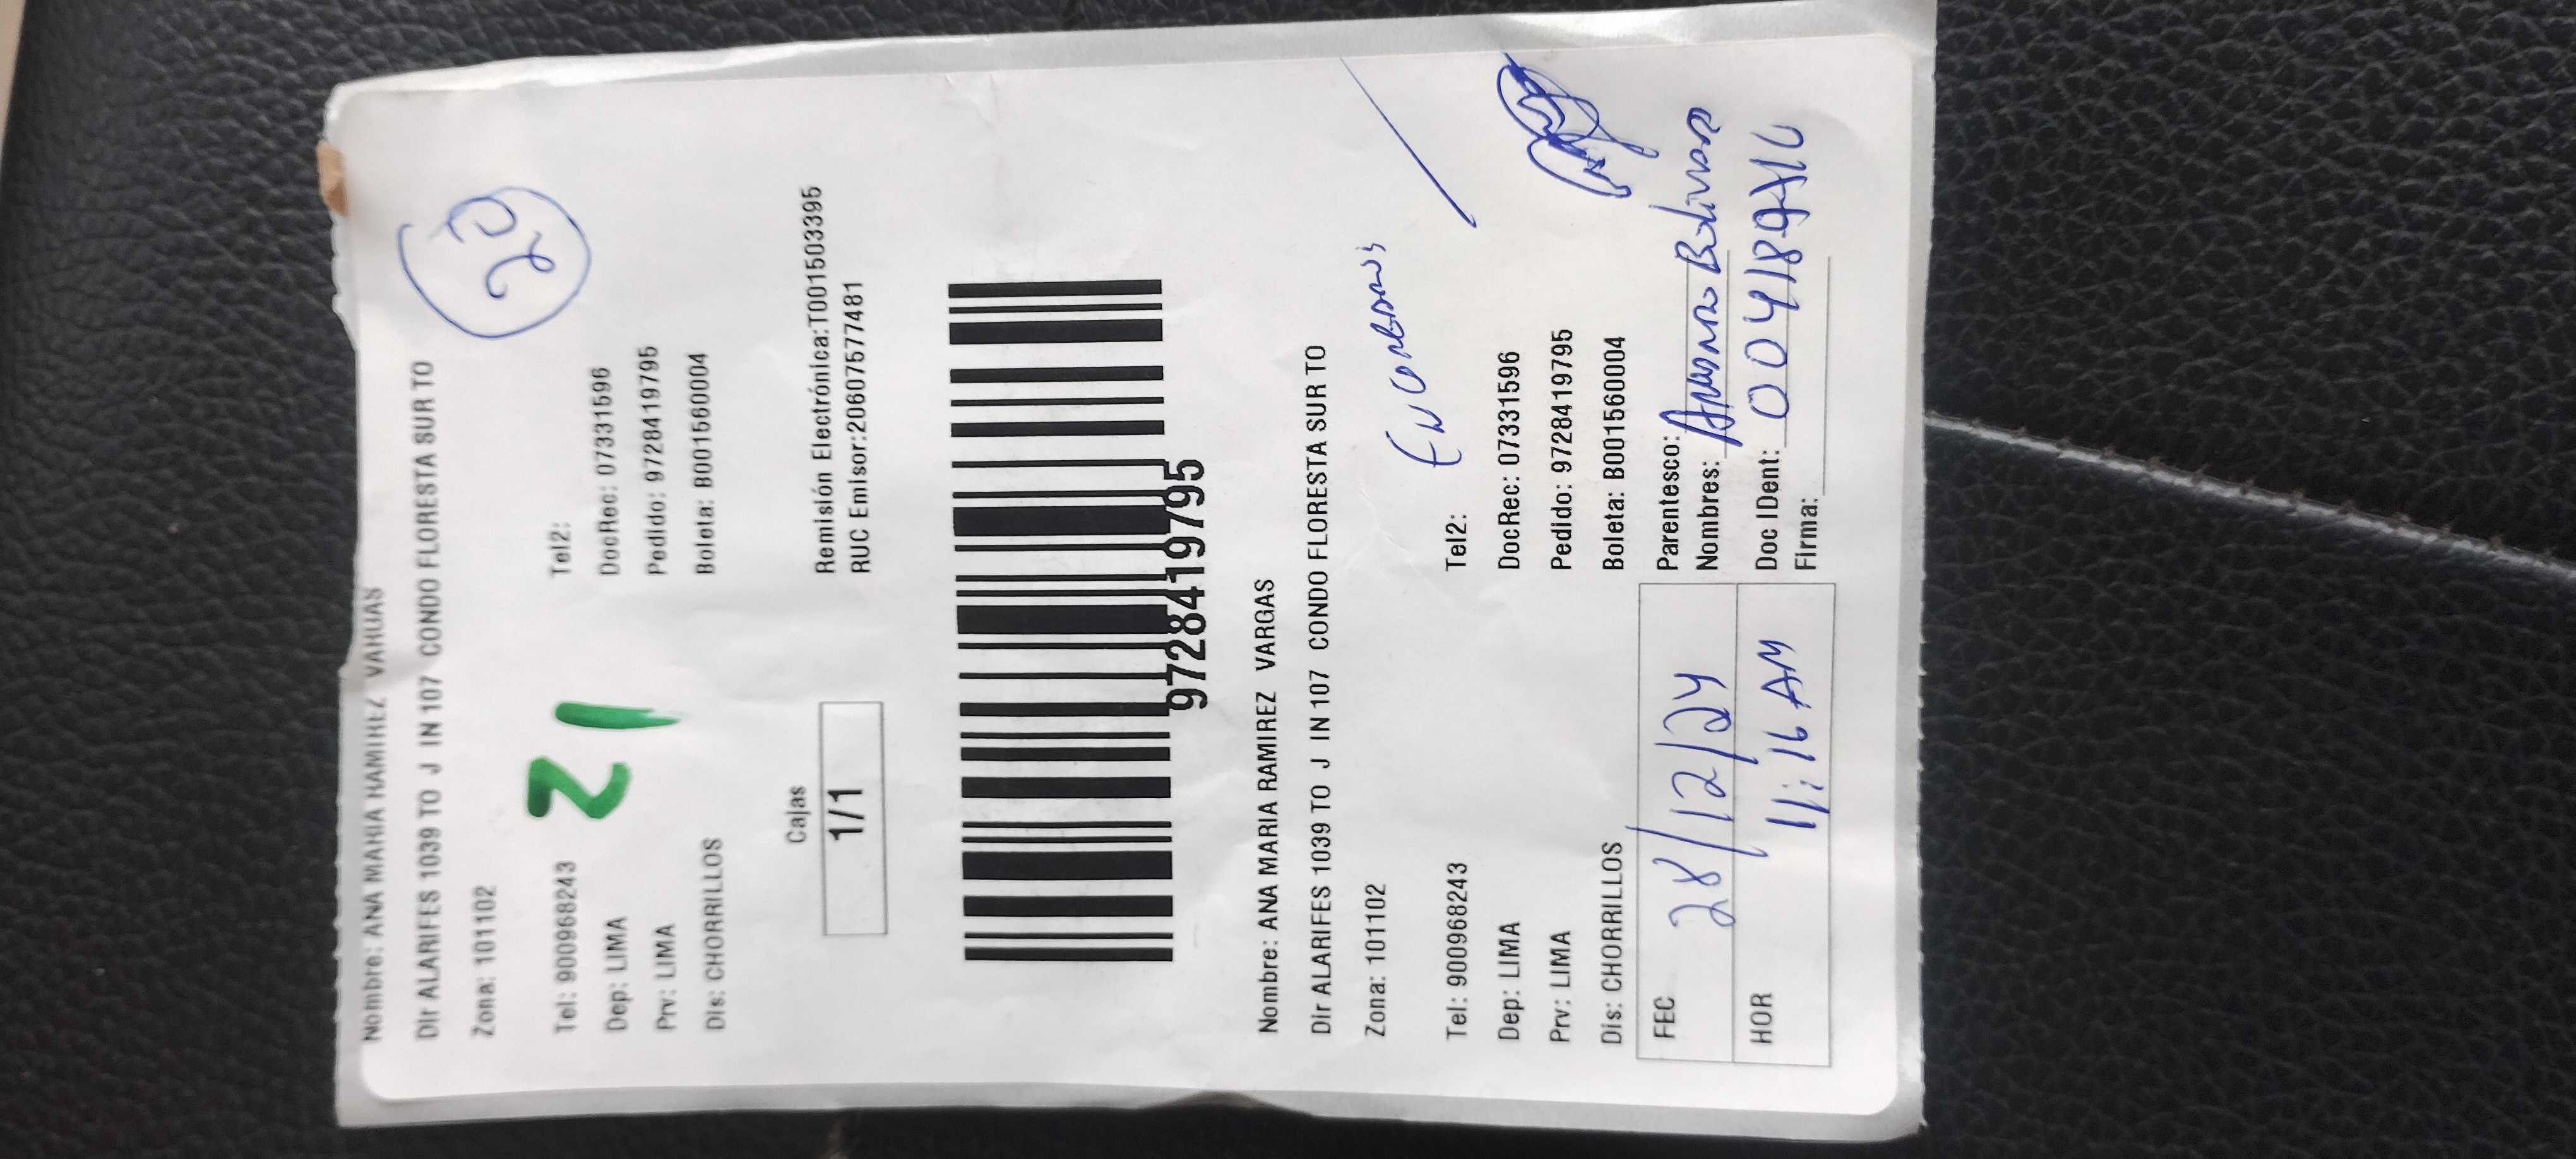 Nombre: ANA MARIA RAMIREZ VARGAS
Dir ALARIFES 1039 TO J IN 107 CONDO FLORESTA SUR TO
Zona: 101102
Tel: 900968243 Tel2:
Dep: LIMA DocRec: 07331596
Prv: LIMA Pedido: 9728419795
Dis: CHORRILLOS Boleta: B001560004
21
Cajas
1/1
Remisión Electrónica:T001503395
RUC Emisor:20607577481
9728419795
Nombre: ANA MARIA RAMIREZ VARGAS
Dir ALARIFES 1039 TO J IN 107 CONDO FLORESTA SUR TO
Zona: 101102
Tel: 900968243 Tel2:
Dep: LIMA DocRec: 07331596
Prv: LIMA Pedido: 9728419795
Dis: CHORRILLOS Boleta: B001560004
FEC 28/12/24
HOR 11:16 AM
Parentesco:
Nombres:
Doc IDent:
Firma: